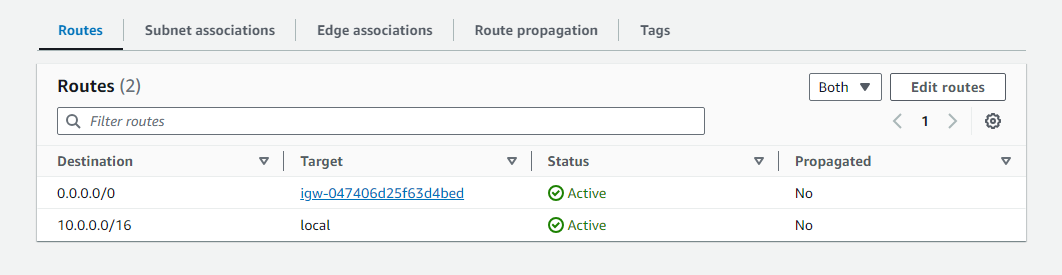 Routes Subnet associations Edge associations Route propagation Tags
Routes (2) Both Edit routes
Filter routes 1
Destination Target Status Propagated
0.0.0.0/0 igw-047406d25f63d4bed Active No
10.0.0.0/16 local Active No